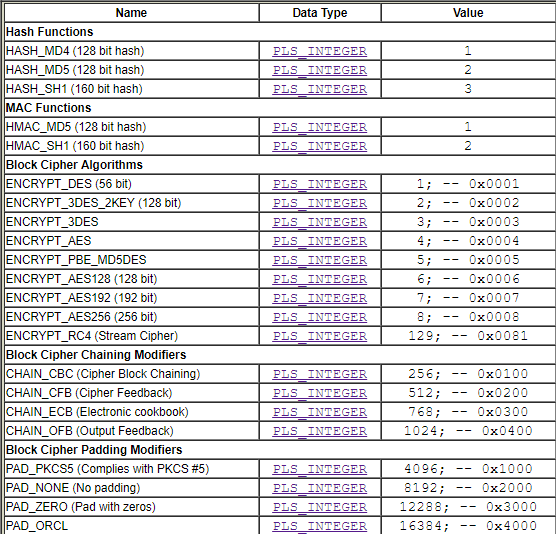 Name Data Type Value
Hash Functions
HASH_MD4 (128 bit hash) PLS_INTEGER 1
HASH_MD5 (128 bit hash) PLS_INTEGER 2
HASH_SH1 (160 bit hash) PLS_INTEGER 3
MAC Functions
HMAC_MD5 (128 bit hash) PLS_INTEGER 1
HMAC_SH1 (160 bit hash) PLS_INTEGER 2
Block Cipher Algorithms
ENCRYPT_DES (56 bit) PLS_INTEGER 1; -- 0x0001
ENCRYPT_3DES_2KEY (128 bit) PLS_INTEGER 2; -- 0x0002
ENCRYPT_3DES PLS_INTEGER 3; -- 0x0003
ENCRYPT_AES PLS_INTEGER 4; -- 0x0004
ENCRYPT_PBE_MD5DES PLS_INTEGER 5; -- 0x0005
ENCRYPT_AES128 (128 bit) PLS_INTEGER 6; -- 0x0006
ENCRYPT_AES192 (192 bit) PLS_INTEGER 7; -- 0x0007
ENCRYPT_AES256 (256 bit) PLS_INTEGER 8; -- 0x0008
ENCRYPT_RC4 (Stream Cipher) PLS_INTEGER 129; -- 0x0081
Block Cipher Chaining Modifiers
CHAIN_CBC (Cipher Block Chaining) PLS_INTEGER 256; -- 0x0100
CHAIN_CFB (Cipher Feedback) PLS_INTEGER 512; -- 0x0200
CHAIN_ECB (Electronic cookbook) PLS_INTEGER 768; -- 0x0300
CHAIN_OFB (Output Feedback) PLS_INTEGER 1024; -- 0x0400
Block Cipher Padding Modifiers
PAD_PKCS5 (Complies with PKCS #5) PLS_INTEGER 4096; -- 0x1000
PAD_NONE (No padding) PLS_INTEGER 8192; -- 0x2000
PAD_ZERO (Pad with zeros) PLS_INTEGER 12288; -- 0x3000
PAD_ORCL PLS_INTEGER 16384; -- 0x4000